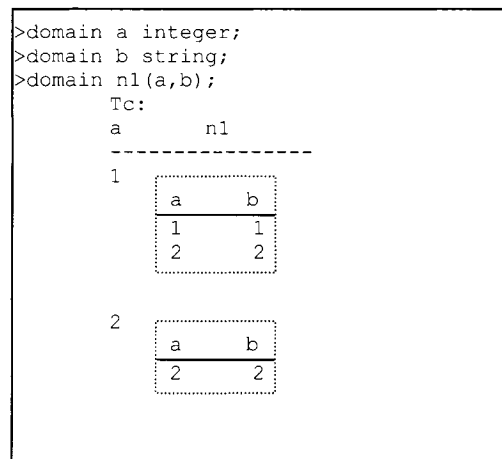 >domain a integer;
>domain b string;
>domain n1(a,b);
Tc:
a n1
------------------
1
a b
1 1
2 2
2
a b
2 2